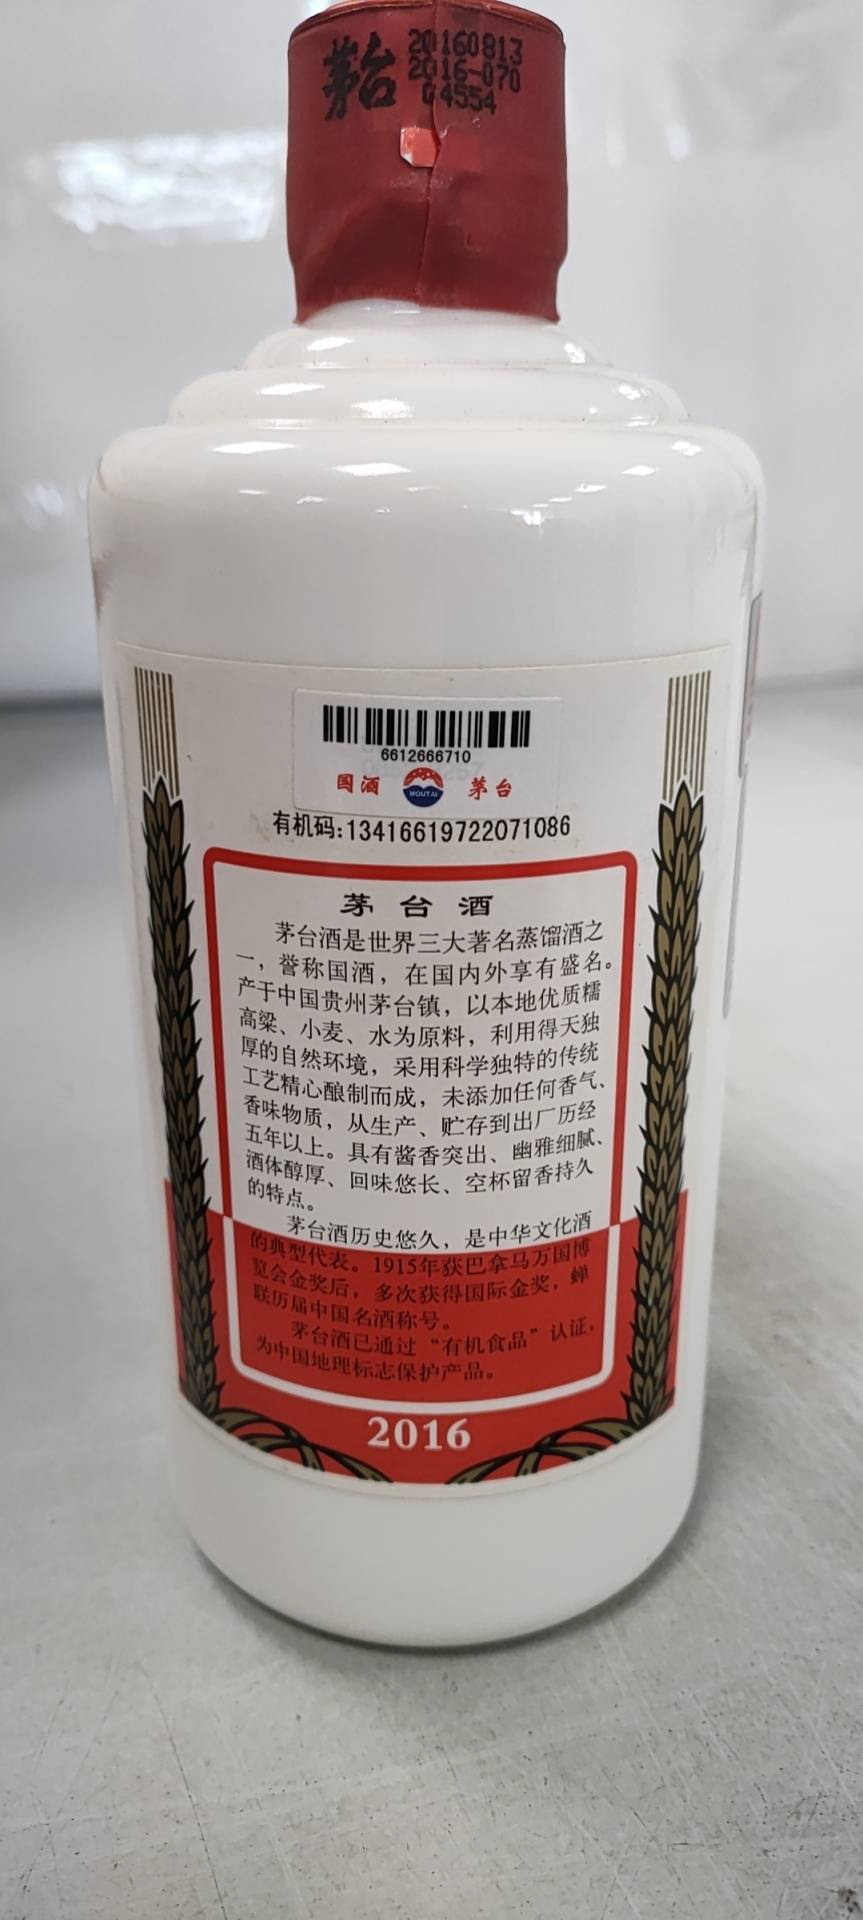 茅台
20160813
2016-070
04554
6612666710
国酒 MOUTAI 茅台
有机码:13416619722071086
茅台酒
茅台酒是世界三大著名蒸馏酒之
一，誉称国酒，在国内外享有盛名。
产于中国贵州茅台镇，以本地优质糯
高粱、小麦、水为原料，利用得天独
厚的自然环境，采用科学独特的传统
工艺精心酿制而成，未添加任何香气、
香味物质，从生产、贮存到出厂历经
五年以上。具有酱香突出、幽雅细腻、
酒体醇厚、回味悠长、空杯留香持久
的特点。
茅台酒历史悠久，是中华文化酒
的典型代表。1915年获巴拿马万国博
览会金奖后，多次获得国际金奖，蝉
联历届中国名酒称号。
茅台酒已通过“有机食品”认证，
为中国地理标志保护产品。
2016